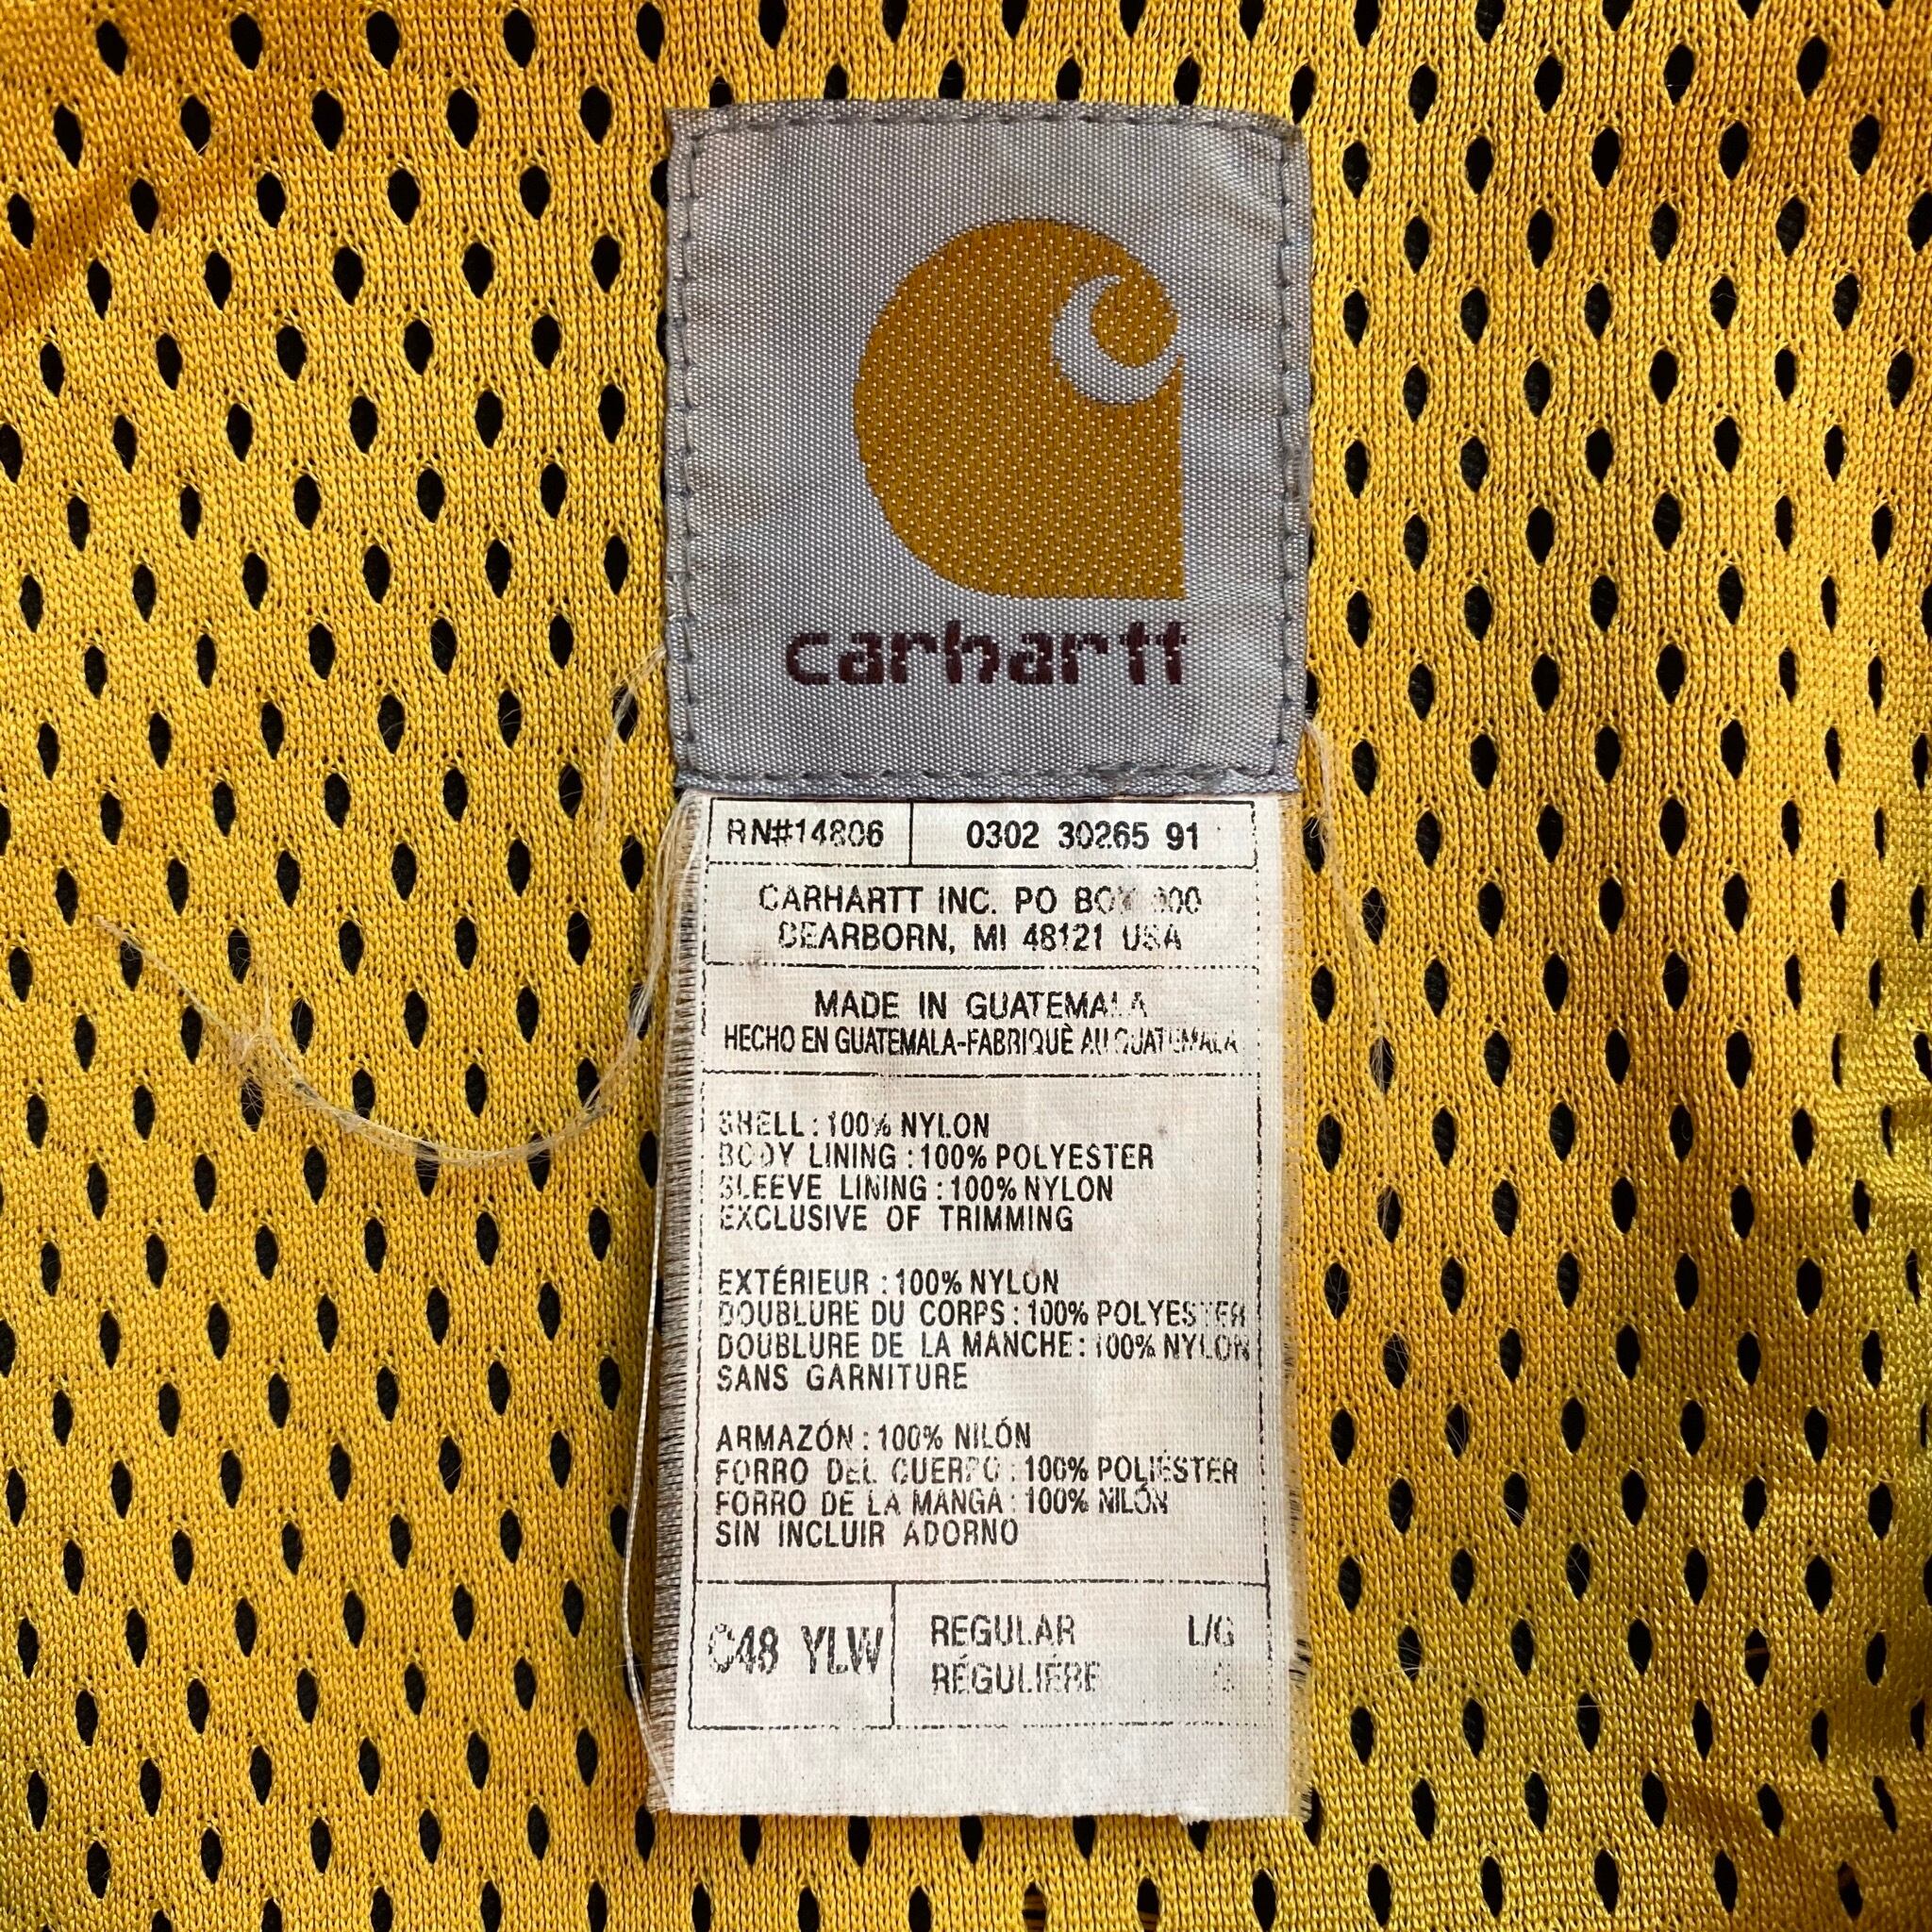 carhartt
RN#14806 0302 30265 91
CARHARTT INC. PO BOX
DEARBORN, MI 48121 USA
MADE IN GUATEMALA
HECHO EN GUATEMALA-FABRIQUÈ AU GUATEMALA
SHELL : 100% NYLON
BODY LINING : 100% POLYESTER
SLEEVE LINING : 100% NYLON
EXCLUSIVE OF TRIMMING
EXTÉRIEUR : 100% NYLON
DOUBLURE DU CORPS : 100% POLYESTER
DOUBLURE DE LA MANCHE : 100% NYLON
SANS GARNITURE
ARMAZÓN : 100% NILÓN
FORRO DEL CUERPO : 100% POLIÉSTER
FORRO DE LA MANGA : 100% NILÓN
SIN INCLUIR ADORNO
C48 YLW REGULAR L/G
RÉGULIÉRE